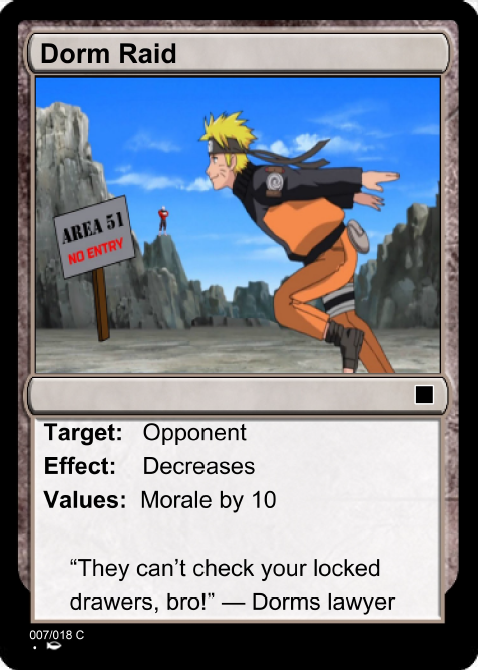 Dorm Raid
AREA 51
NO ENTRY
Target: Opponent
Effect: Decreases
Values: Morale by 10
“They can’t check your locked
drawers, bro!” — Dorms lawyer
007/018 C